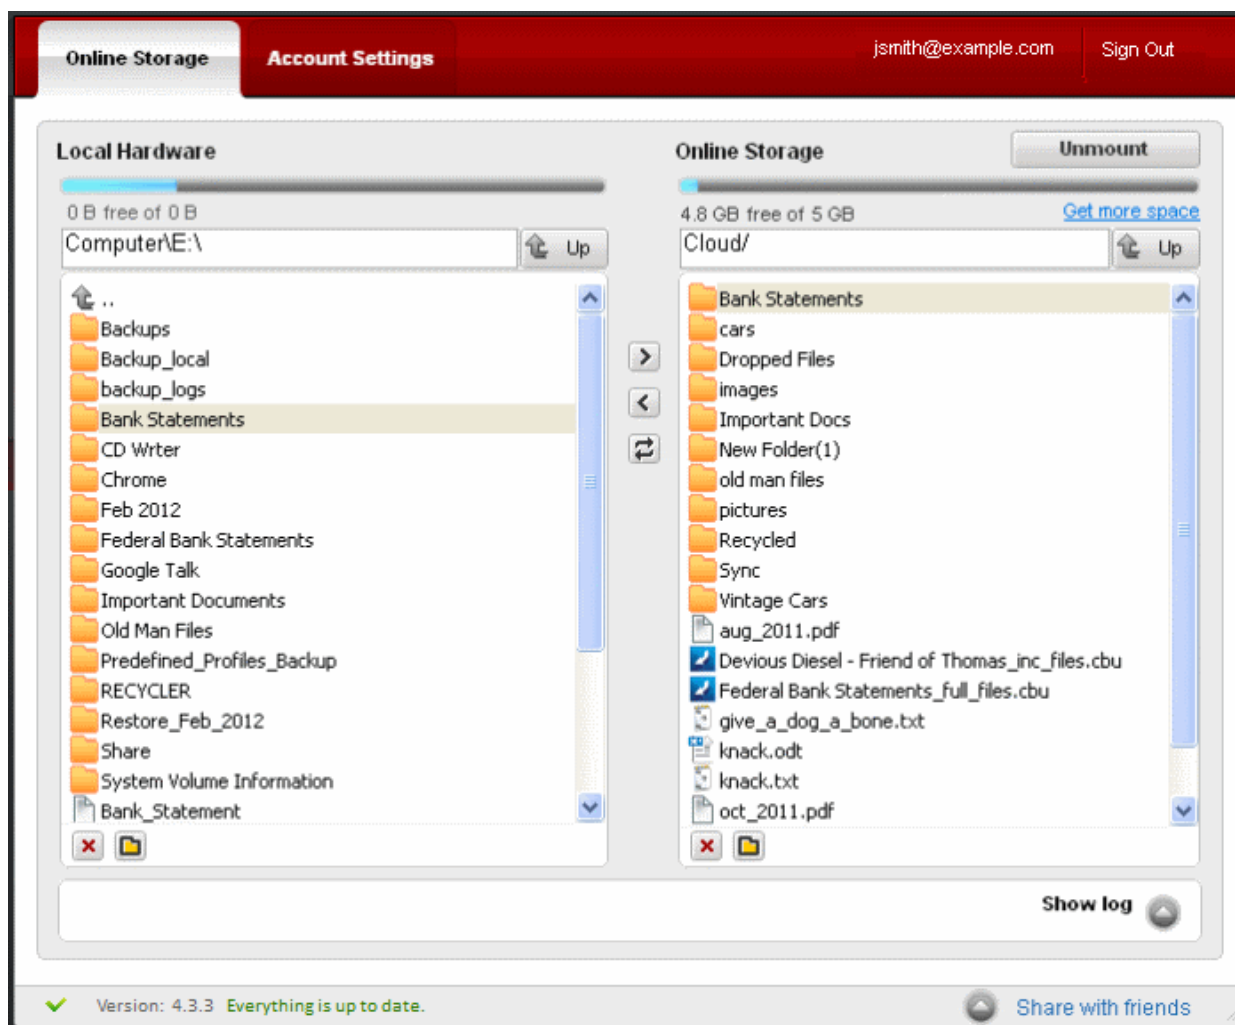 Online Storage
Account Settings
jsmith@example.com
Sign Out
Local Hardware
0 B free of 0 B
Computer\E:\
Up
..
Backups
Backup_local
backup_logs
Bank Statements
CD Wrter
Chrome
Feb 2012
Federal Bank Statements
Google Talk
Important Documents
Old Man Files
Predefined_Profiles_Backup
RECYCLER
Restore_Feb_2012
Share
System Volume Information
Bank_Statement
Online Storage
Unmount
4.8 GB free of 5 GB
Get more space
Cloud/
Up
Bank Statements
cars
Dropped Files
images
Important Docs
New Folder(1)
old man files
pictures
Recycled
Sync
Vintage Cars
aug_2011.pdf
Devious Diesel - Friend of Thomas_inc_files.cbu
Federal Bank Statements_full_files.cbu
give_a_dog_a_bone.txt
knack.odt
knack.txt
oct_2011.pdf
Show log
Version: 4.3.3 Everything is up to date.
Share with friends